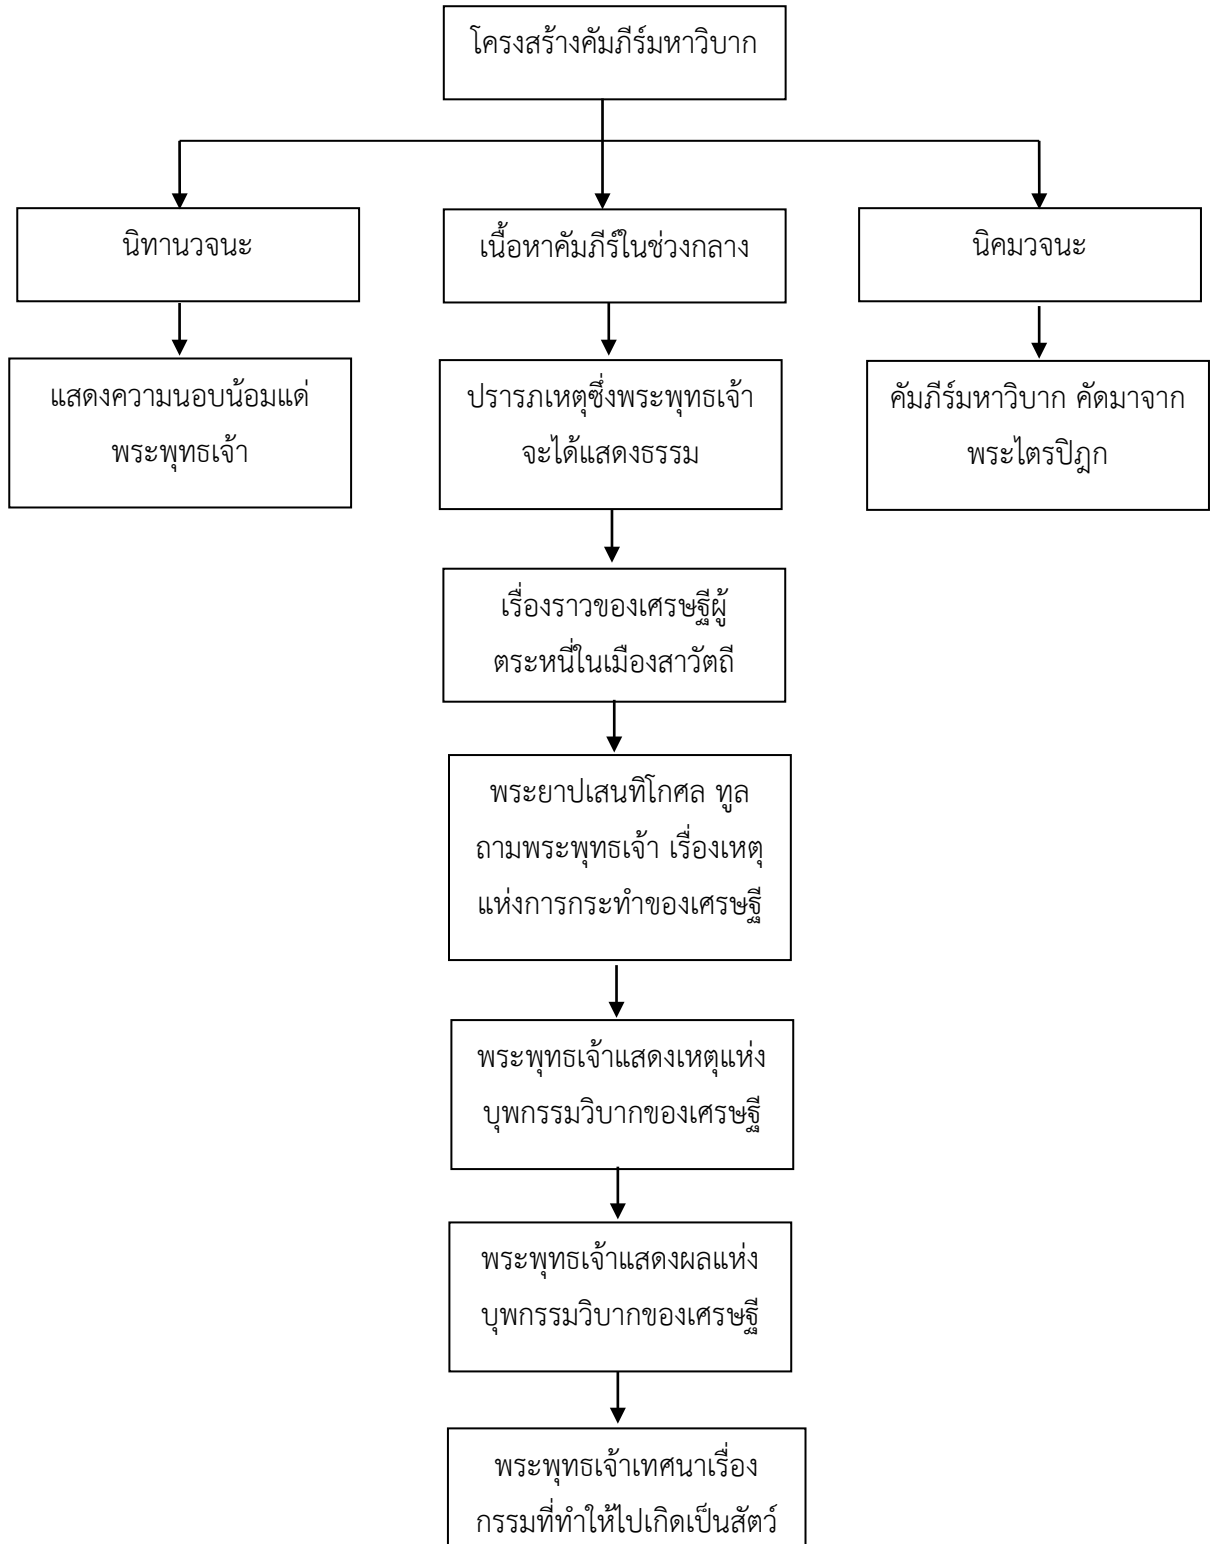 โครงสร้างคัมภีร์มหาวิบาก
นิทานวจนะ
เนื้อหาคัมภีร์ในช่วงกลาง
นิคมวจนะ
แสดงความนอบน้อมแด่
พระพุทธเจ้า
ปรารภเหตุซึ่งพระพุทธเจ้า
จะได้แสดงธรรม
คัมภีร์มหาวิบาก คัดมาจาก
พระไตรปิฎก
เรื่องราวของเศรษฐีผู้
ตระหนี่ในเมืองสาวัตถี
พระยาปเสนทิโกศล ทูล
ถามพระพุทธเจ้า เรื่องเหตุ
แห่งการกระทำของเศรษฐี
พระพุทธเจ้าแสดงเหตุแห่ง
บุพกรรมวิบากของเศรษฐี
พระพุทธเจ้าแสดงผลแห่ง
บุพกรรมวิบากของเศรษฐี
พระพุทธเจ้าเทศนาเรื่อง
กรรมที่ทำให้ไปเกิดเป็นสัตว์